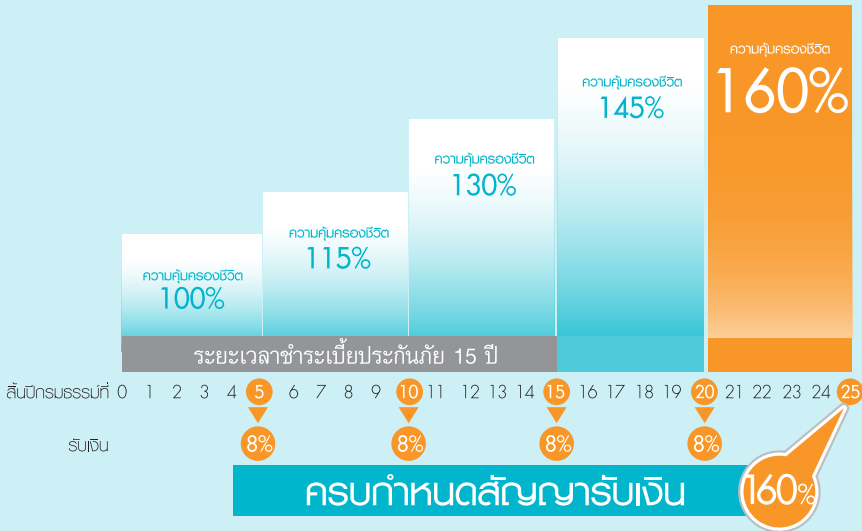 ความคุ้มครองชีวิต
100%
ความคุ้มครองชีวิต
115%
ความคุ้มครองชีวิต
130%
ความคุ้มครองชีวิต
145%
ความคุ้มครองชีวิต
160%
ระยะเวลาชำระเบี้ยประกันภัย 15 ปี
สิ้นปีกรมธรรม์ที่ 0 1 2 3 4 5 6 7 8 9 10 11 12 13 14 15 16 17 18 19 20 21 22 23 24 25
รับเงิน 8% 8% 8% 8%
ครบกำหนดสัญญารับเงิน 160%